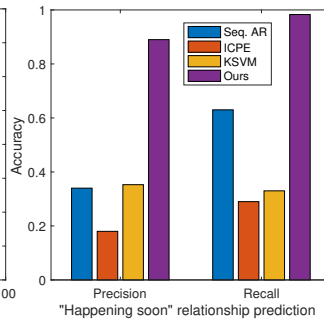 1
0.8
0.6
0.4
0.2
0
Accuracy
Seq. AR
ICPE
KSVM
Ours
00
Precision
Recall
"Happening soon" relationship prediction